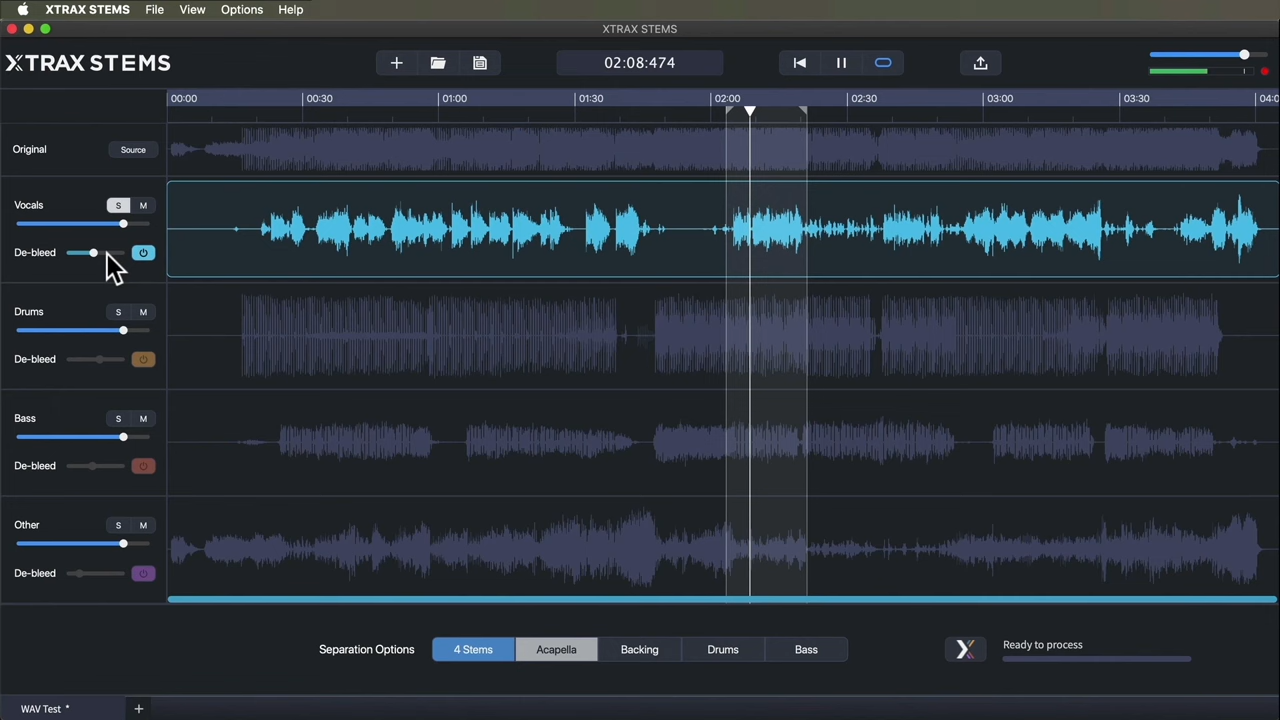 XTRAX STEMS File View Options Help
XTRAX STEMS
XTRAX STEMS
02:08:474
00:00 00:30 01:00 01:30 02:00 02:30 03:00 03:30 04:0
Original Source
Vocals S M
De-bleed
Drums S M
De-bleed
Bass S M
De-bleed
Other S M
De-bleed
Separation Options 4 Stems Acapella Backing Drums Bass Ready to process
WAV Test *